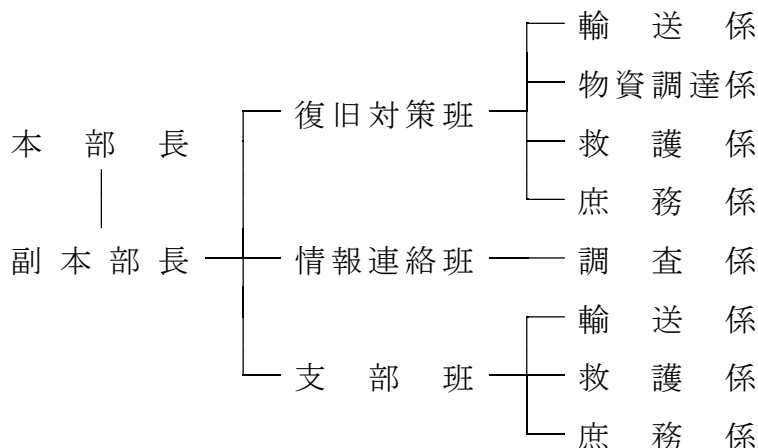 輸送係
物資調達係
復旧対策班
本部長
救護係
庶務係
副本部長
情報連絡班
調査係
輸送係
支部班
救護係
庶務係